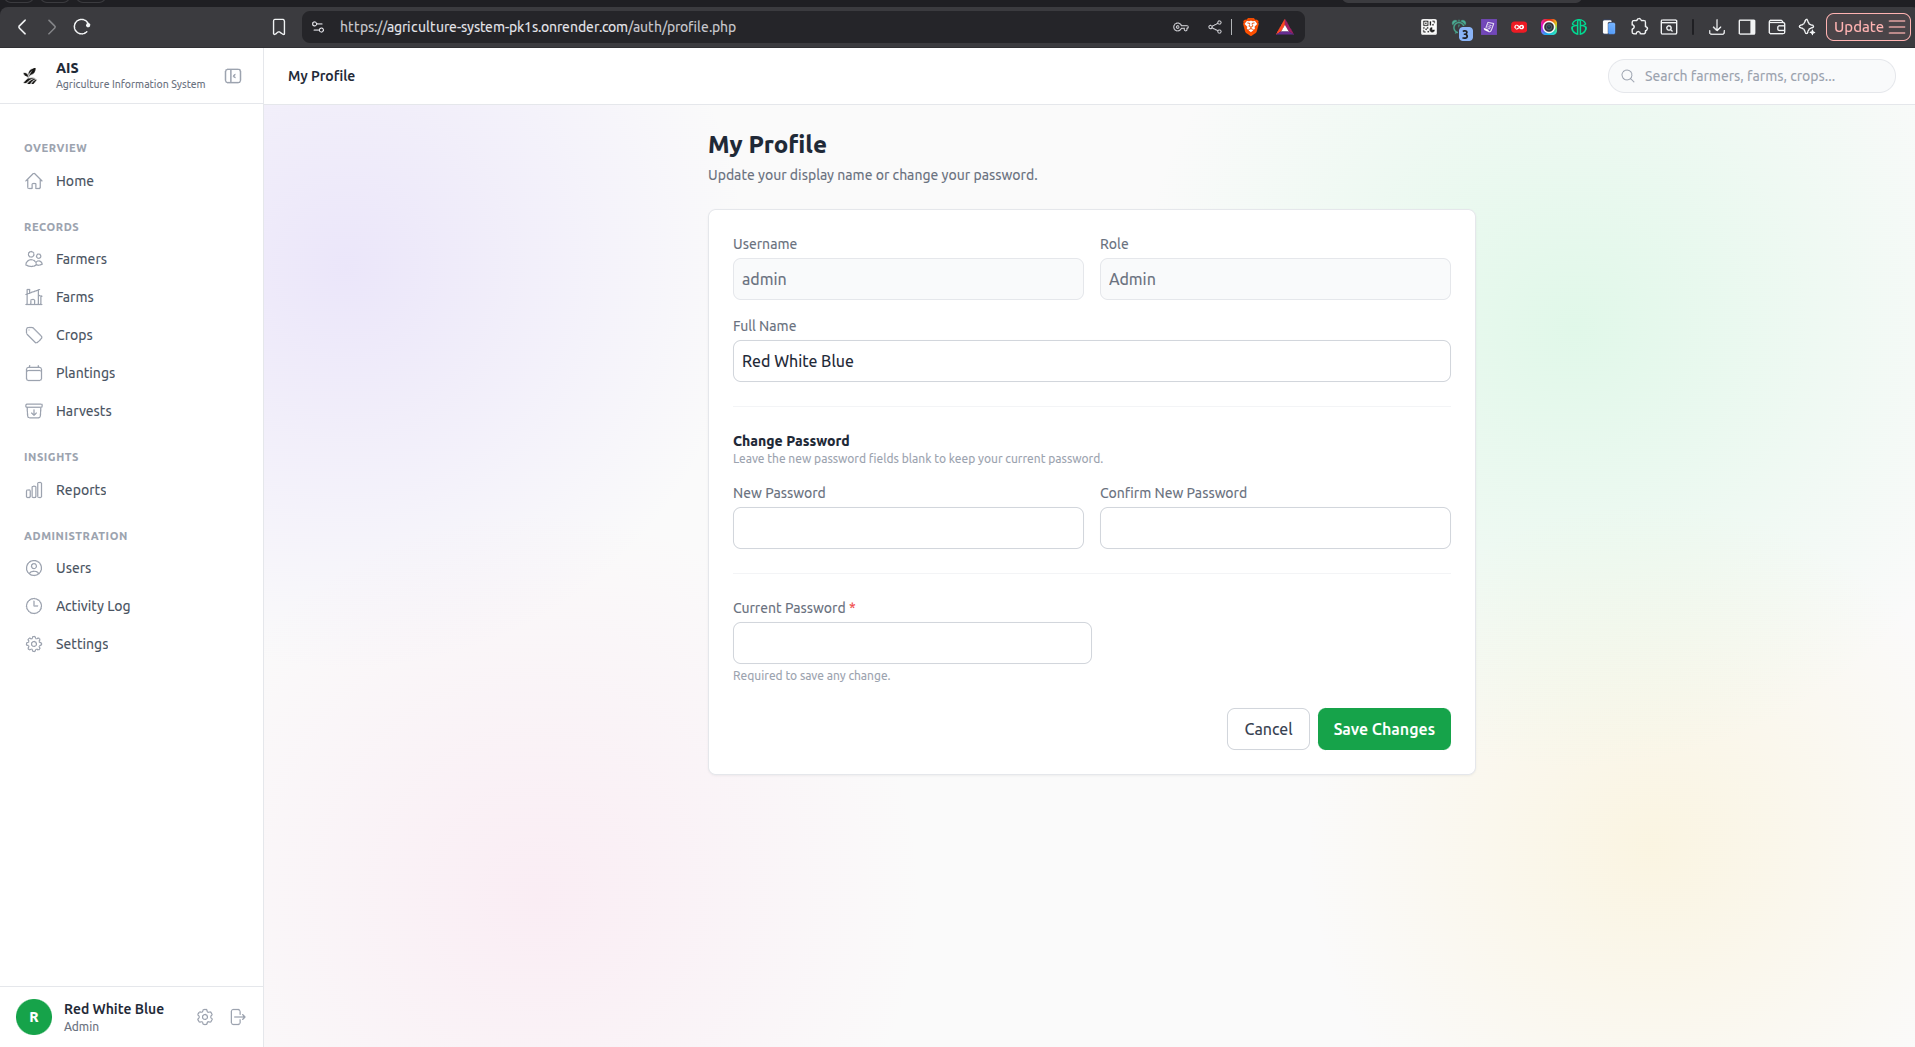 https://agriculture-system-pk1s.onrender.com/auth/profile.php
3
Update
AIS
Agriculture Information System
My Profile
Search farmers, farms, crops...
OVERVIEW
Home
RECORDS
Farmers
Farms
Crops
Plantings
Harvests
INSIGHTS
Reports
ADMINISTRATION
Users
Activity Log
Settings
My Profile
Update your display name or change your password.
Username
Role
admin
Admin
Full Name
Red White Blue
Change Password
Leave the new password fields blank to keep your current password.
New Password
Confirm New Password
Current Password *
Required to save any change.
Cancel
Save Changes
R
Red White Blue
Admin